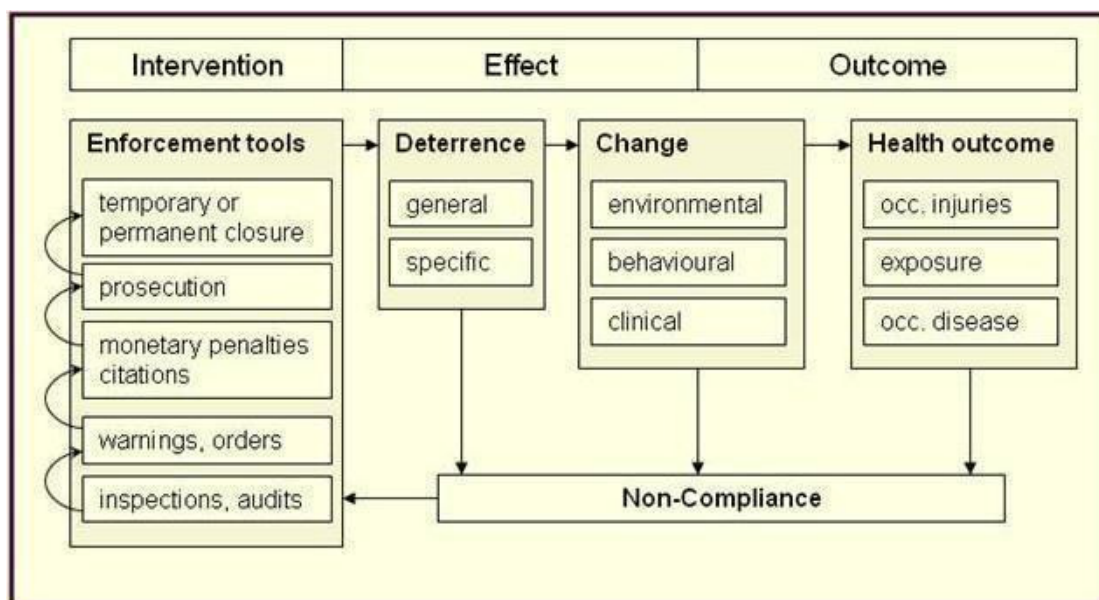 Intervention
Effect
Outcome
Enforcement tools
temporary or
permanent closure
prosecution
monetary penalties
citations
warnings, orders
inspections, audits
Deterrence
general
specific
Change
environmental
behavioural
clinical
Health outcome
occ. injuries
exposure
occ. disease
Non-Compliance